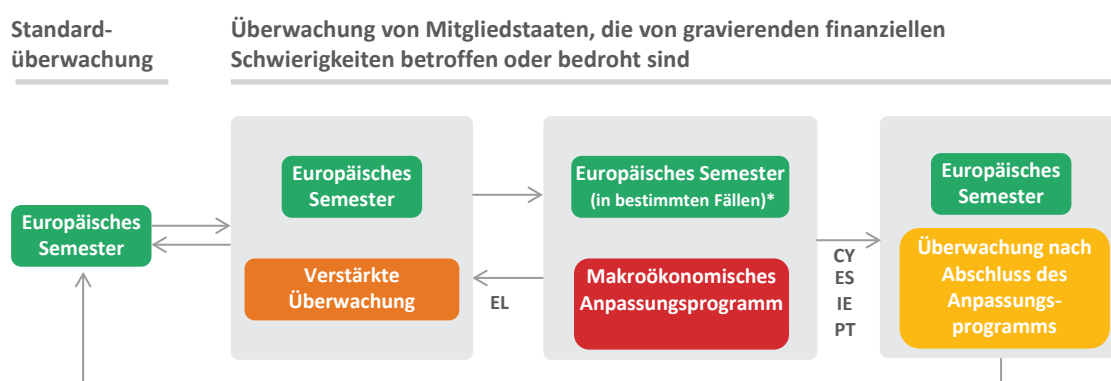 Standard-
überwachung
Überwachung von Mitgliedstaaten, die von gravierenden finanziellen
Schwierigkeiten betroffen oder bedroht sind
Europäisches
Semester
Europäisches
Semester
Verstärkte
Überwachung
EL
Europäisches Semester
(in bestimmten Fällen)*
Makroökonomisches
Anpassungsprogramm
CY
ES
IE
PT
Europäisches
Semester
Überwachung nach
Abschluss des
Anpassungs-
programms